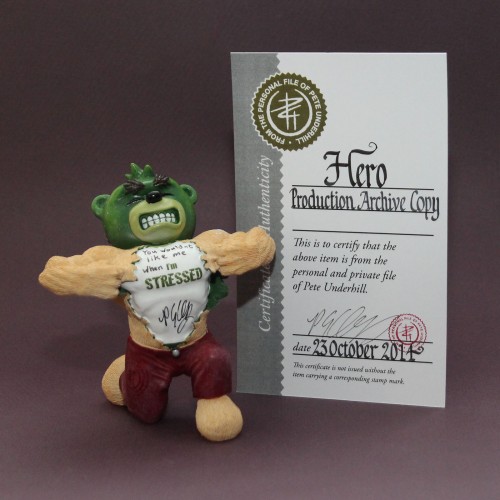 FROM THE PERSONAL FILE OF PETE UNDERHILL
Certificate Authenticity
Hero
Production Archive Copy
This is to certify that the
above item is from the
personal and private file
of Pete Underhill.
date 23 October 2014
This certificate is not issued without the
item carrying a corresponding stamp mark.
You wouldn't
like me
when I'm
STRESSED